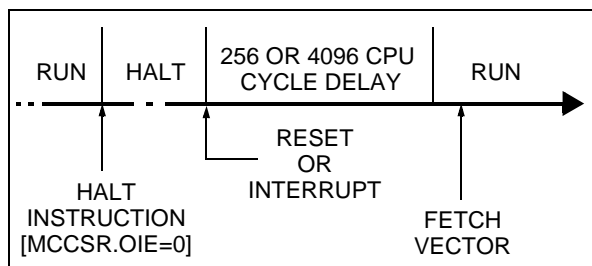 RUN
HALT
256 OR 4096 CPU
CYCLE DELAY
RUN
RESET
OR
INTERRUPT
HALT
INSTRUCTION
[MCCSR.OIE=0]
FETCH
VECTOR